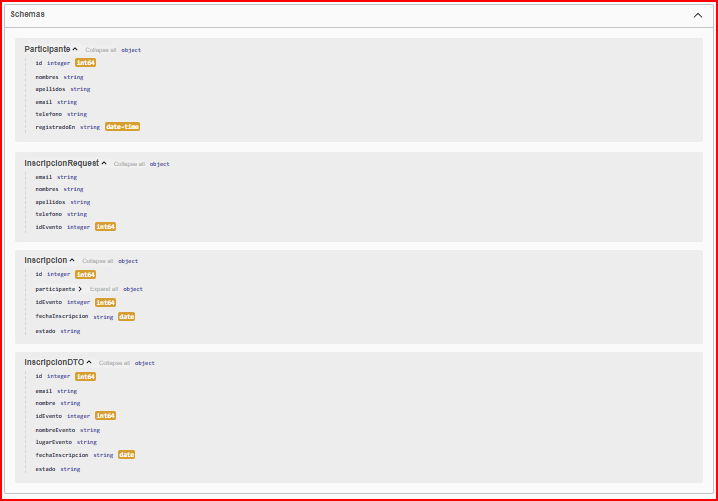 Schemas
Participante Collapse all object
id integer int64
nombres string
apellidos string
email string
telefono string
registradoEn string date-time
InscripcionRequest Collapse all object
email string
nombres string
apellidos string
telefono string
idEvento integer int64
Inscripcion Collapse all object
id integer int64
participante Expand all object
idEvento integer int64
fechaInscripcion string date
estado string
InscripcionDTO Collapse all object
id integer int64
email string
nombre string
idEvento integer int64
nombreEvento string
lugarEvento string
fechaInscripcion string date
estado string